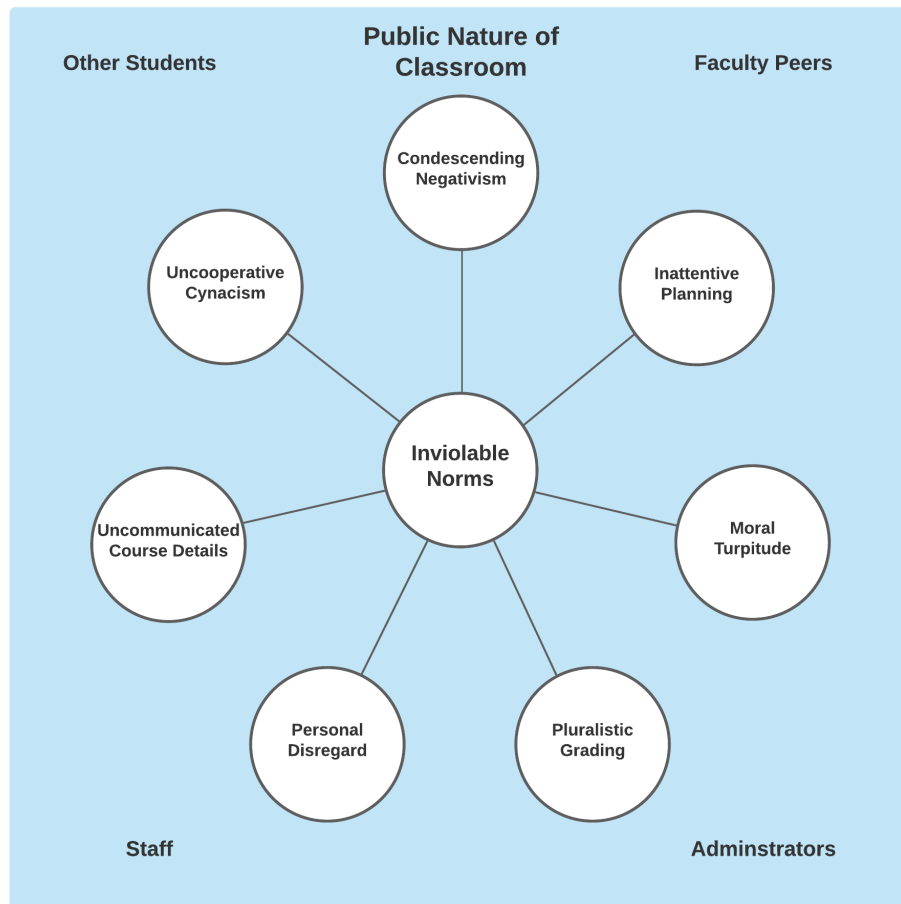 Public Nature of
Classroom
Other Students
Faculty Peers
Condescending
Negativism
Uncooperative
Cynacism
Inattentive
Planning
Inviolable
Norms
Uncommunicated
Course Details
Moral
Turpitude
Personal
Disregard
Pluralistic
Grading
Staff
Adminstrators